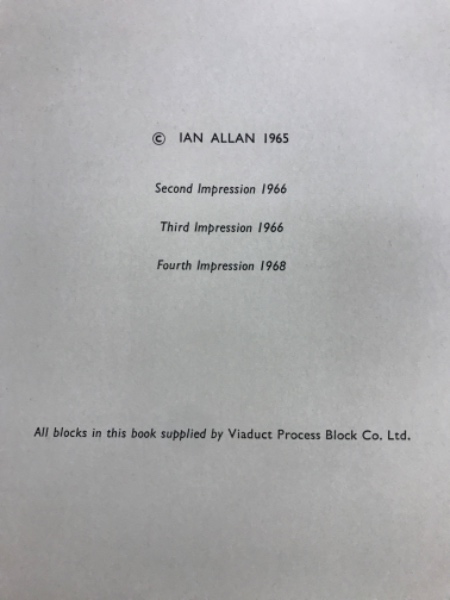 © IAN ALLAN 1965
Second Impression 1966
Third Impression 1966
Fourth Impression 1968
All blocks in this book supplied by Viaduct Process Block Co. Ltd.